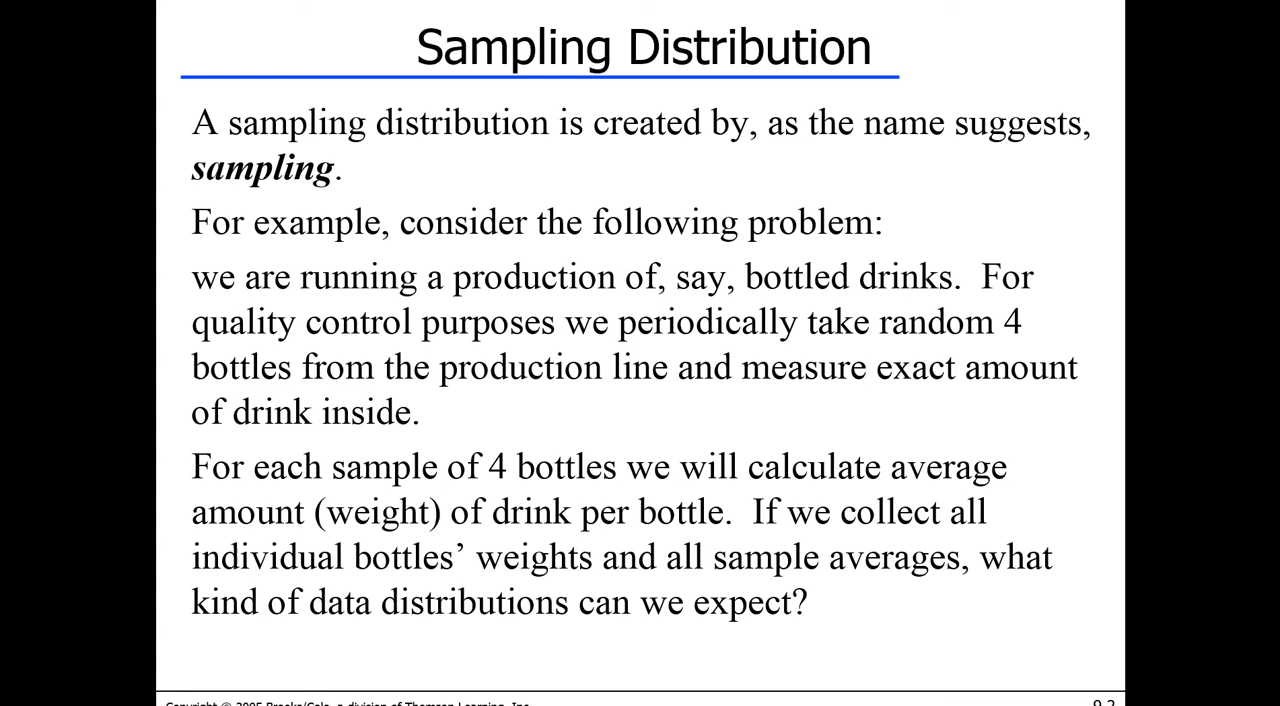 Sampling Distribution
A sampling distribution is created by, as the name suggests,
sampling.
For example, consider the following problem:
we are running a production of, say, bottled drinks.  For
quality control purposes we periodically take random 4
bottles from the production line and measure exact amount
of drink inside.
For each sample of 4 bottles we will calculate average
amount (weight) of drink per bottle.  If we collect all
individual bottles’ weights and all sample averages, what
kind of data distributions can we expect?
Copyright © 2005 Brooks/Cole, a division of Thomson Learning, Inc.
9.2